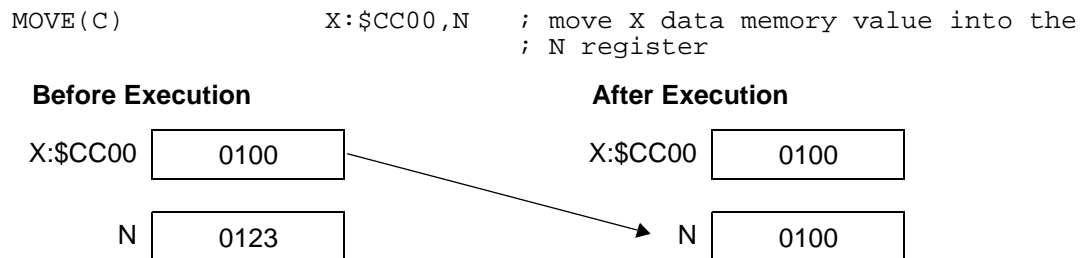 MOVE(C) X:$CC00,N ; move X data memory value into the
; N register
Before Execution After Execution
X:$CC00 0100 X:$CC00 0100
N 0123 N 0100